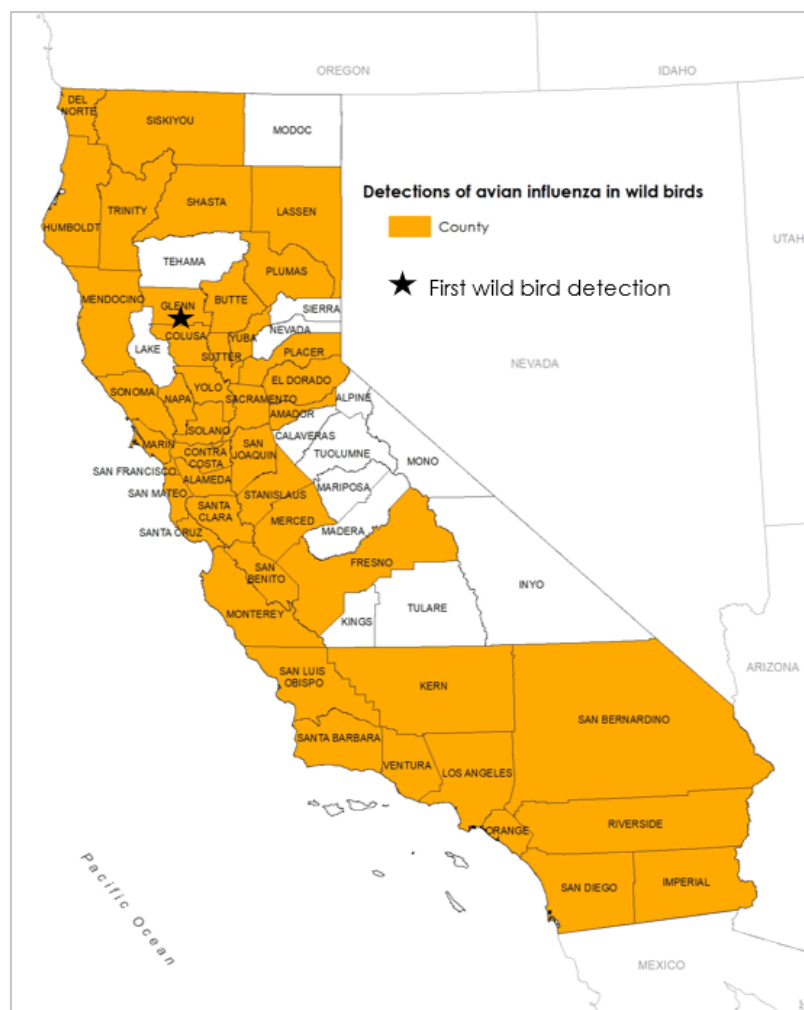 OREGON
IDAHO
DEL
NORTE
SISKIYOU
MODOC
Detections of avian influenza in wild birds
County
First wild bird detection
UTAH
HUMBOLDT
TRINITY
SHASTA
LASSEN
TEHAMA
PLUMAS
MENDOCINO
GLENN
BUTTE
SIERRA
NEVADA
COLUSA
LAKE
SUTTER
YUBA
PLACER
NEVADA
SONOMA
NAPA
YOLO
EL DORADO
SACRAMENTO
ALPINE
AMADOR
SOLANO
CALAVERAS
MARIN
CONTRA
COSTA
SAN
JOAQUIN
TUOLUMNE
MONO
SAN FRANCISCO
ALAMEDA
MARIPOSA
SAN MATEO
STANISLAUS
SANTA
CLARA
MERCED
SANTA CRUZ
MADERA
FRESNO
SAN
BENITO
INYO
MONTEREY
KINGS
TULARE
ARIZONA
SAN LUIS
OBISPO
KERN
SAN BERNARDINO
SANTA BARBARA
VENTURA
LOS ANGELES
ORANGE
RIVERSIDE
SAN DIEGO
IMPERIAL
Pacific Ocean
MEXICO